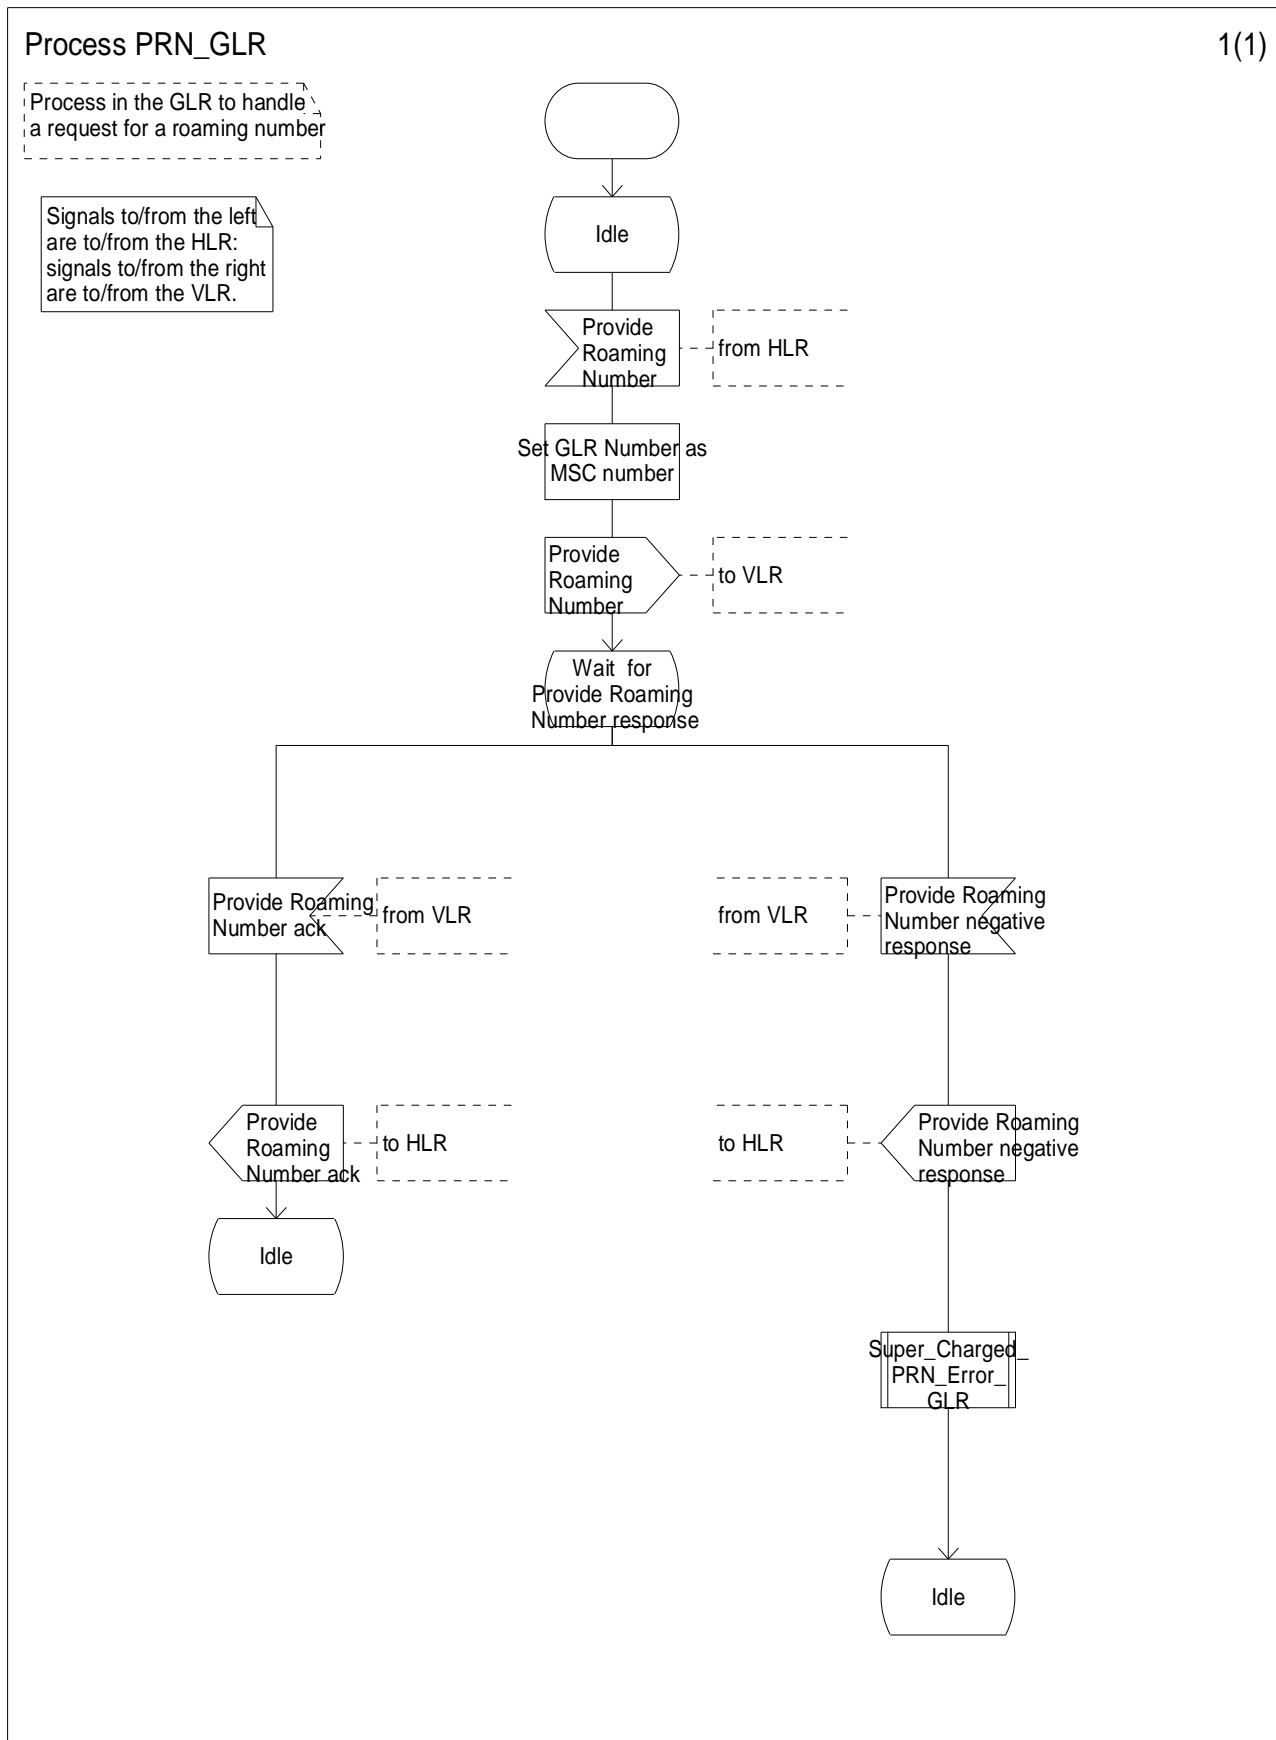 Process PRN_GLR
1(1)
Process in the GLR to handle
a request for a roaming number
Signals to/from the left
are to/from the HLR:
signals to/from the right
are to/from the VLR.
Idle
Provide
Roaming
Number
from HLR
Set GLR Number as
MSC number
Provide
Roaming
Number
to VLR
Wait for
Provide Roaming
Number response
Provide Roaming
Number ack
from VLR
from VLR
Provide Roaming
Number negative
response
Provide
Roaming
Number ack
to HLR
to HLR
Provide Roaming
Number negative
response
Idle
Super_Charged_
PRN_Error_
GLR
Idle